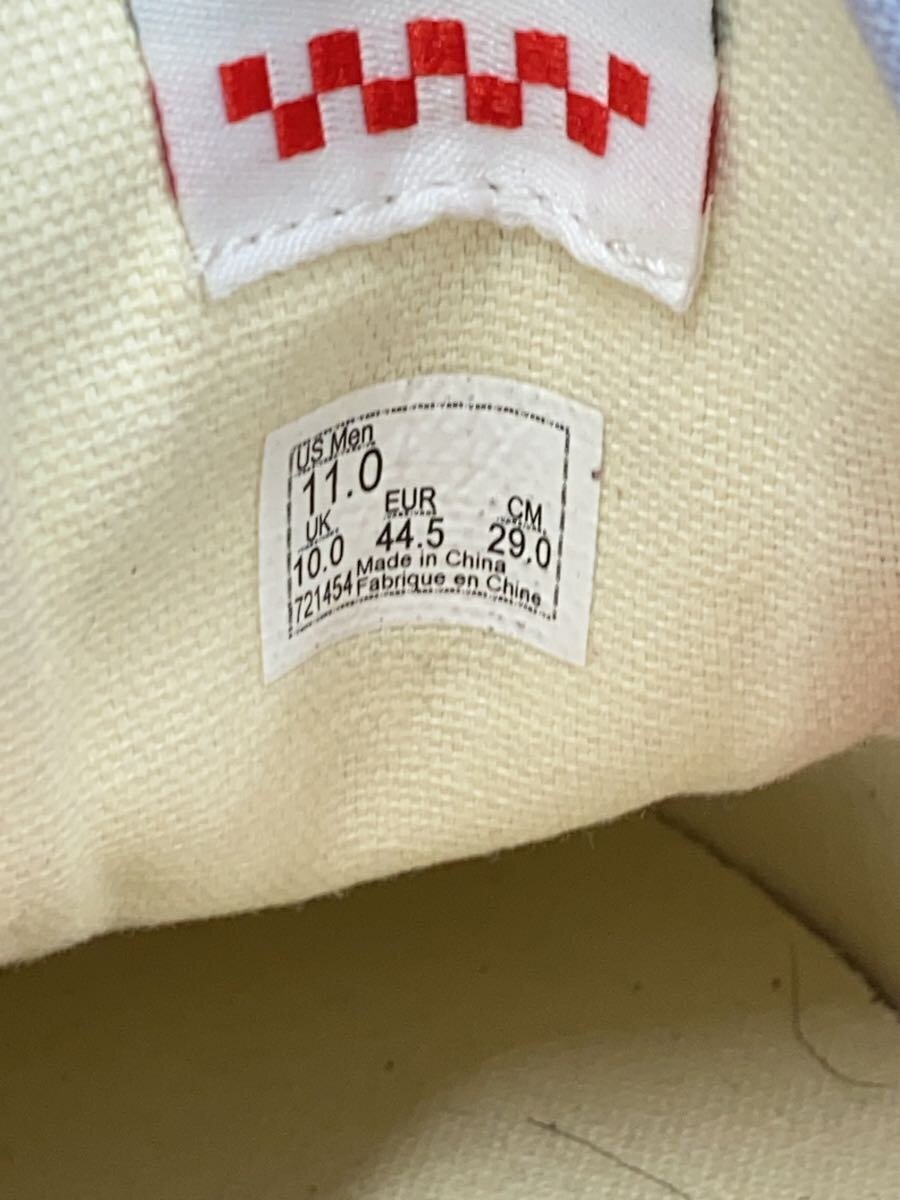 US Men
11.0
UK EUR CM
10.0 44.5 29.0
Made in China
721454 Fabrique en Chine